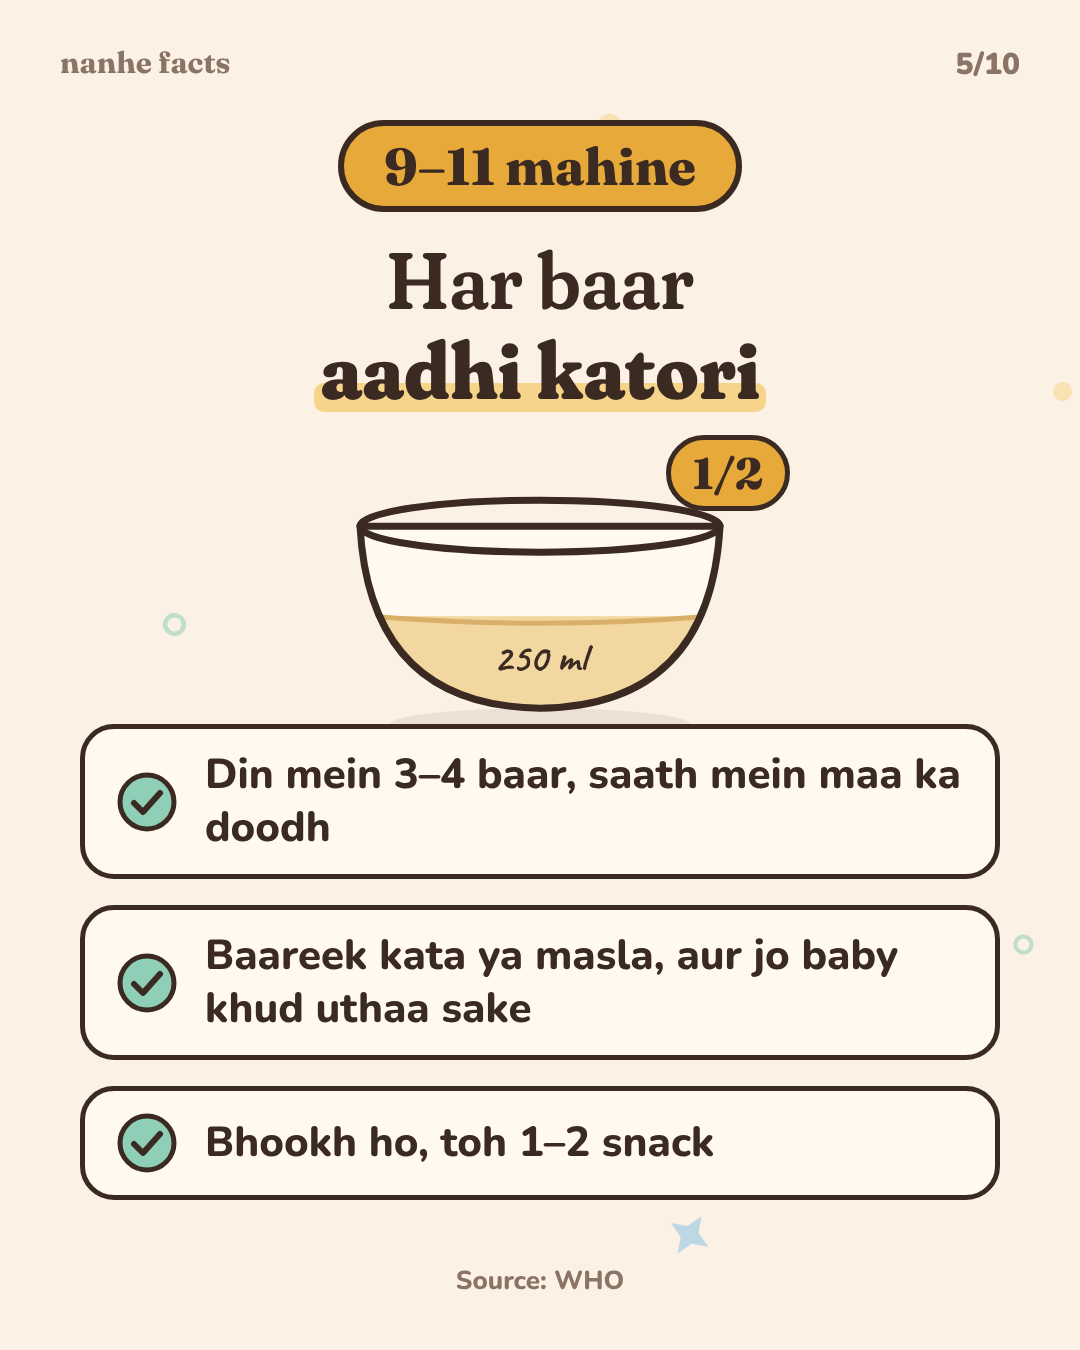 nanhe facts
5/10
9–11 mahine
Har baar
aadhi katori
1/2
250 ml
Din mein 3–4 baar, saath mein maa ka
doodh
Baareek kata ya masla, aur jo baby
khud uthaa sake
Bhookh ho, toh 1–2 snack
Source: WHO